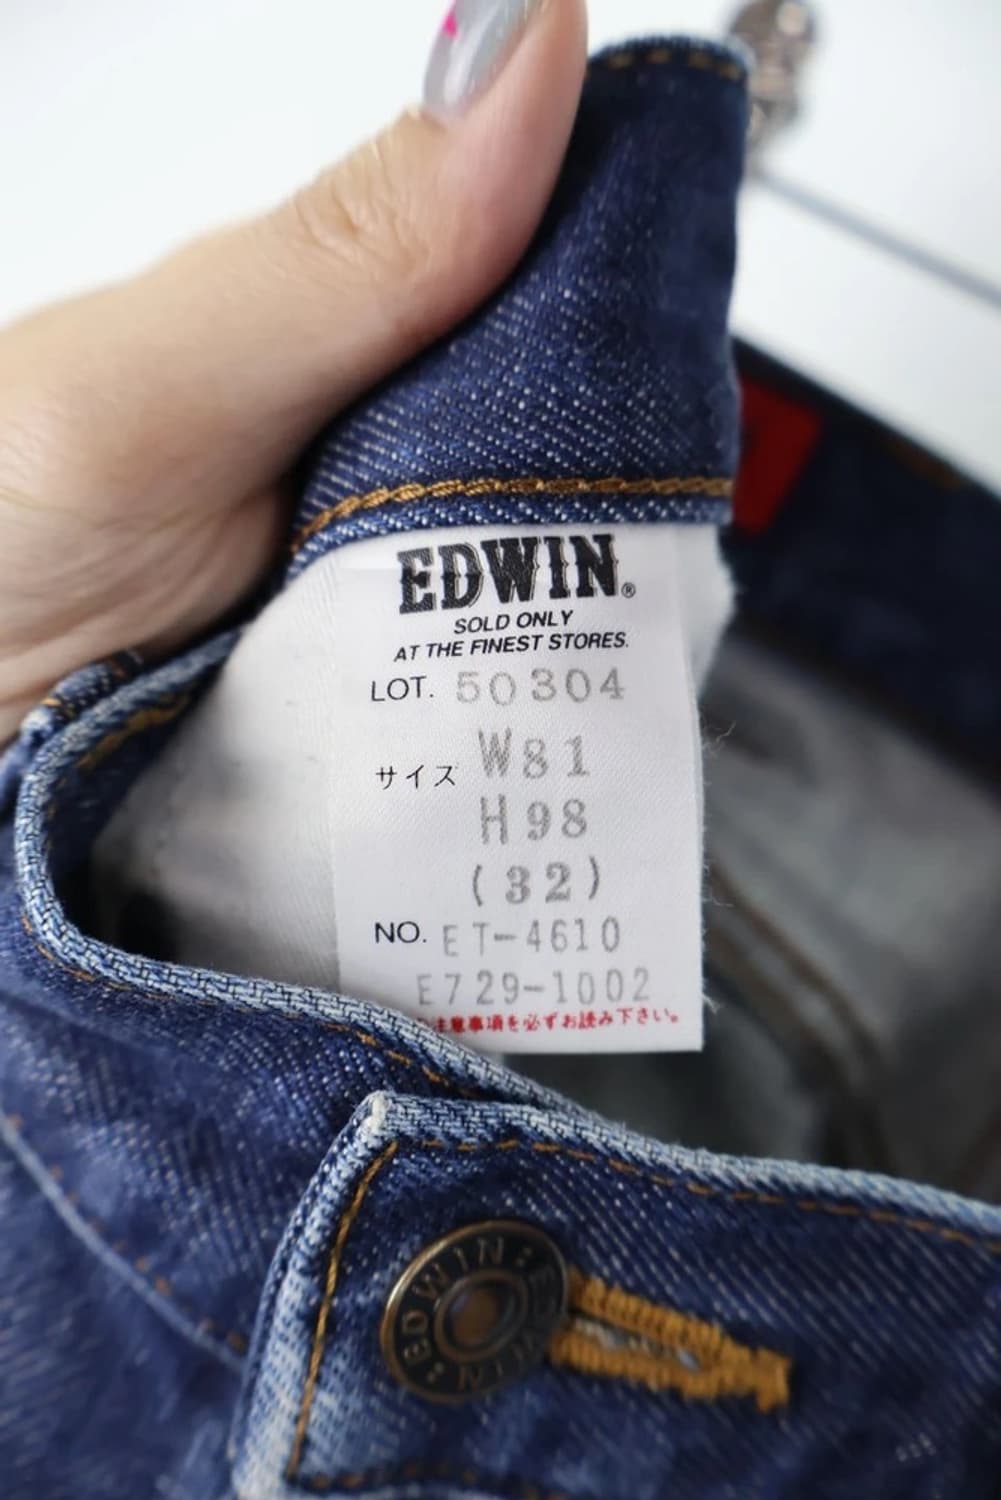 EDWIN®
SOLD ONLY
AT THE FINEST STORES.
LOT. 50304
サイズ W81
H98
(32)
NO. ET-4610
E729-1002
注意事項を必ずお読み下さい。
EDWIN: